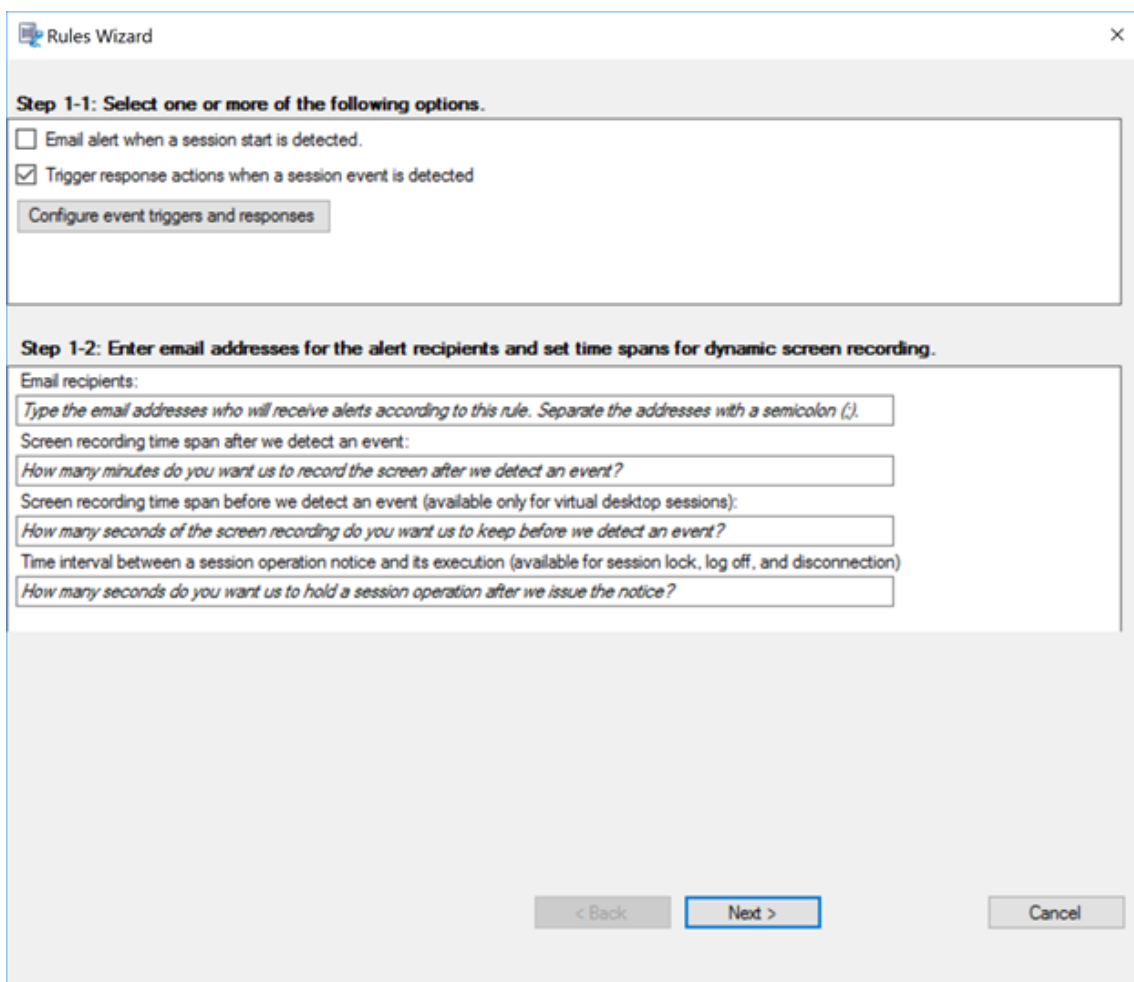 Rules Wizard
Step 1-1: Select one or more of the following options.
Email alert when a session start is detected.
Trigger response actions when a session event is detected
Configure event triggers and responses
Step 1-2: Enter email addresses for the alert recipients and set time spans for dynamic screen recording.
Email recipients:
Type the email addresses who will receive alerts according to this rule. Separate the addresses with a semicolon (;).
Screen recording time span after we detect an event:
How many minutes do you want us to record the screen after we detect an event?
Screen recording time span before we detect an event (available only for virtual desktop sessions):
How many seconds of the screen recording do you want us to keep before we detect an event?
Time interval between a session operation notice and its execution (available for session lock, log off, and disconnection)
How many seconds do you want us to hold a session operation after we issue the notice?
< Back Next > Cancel